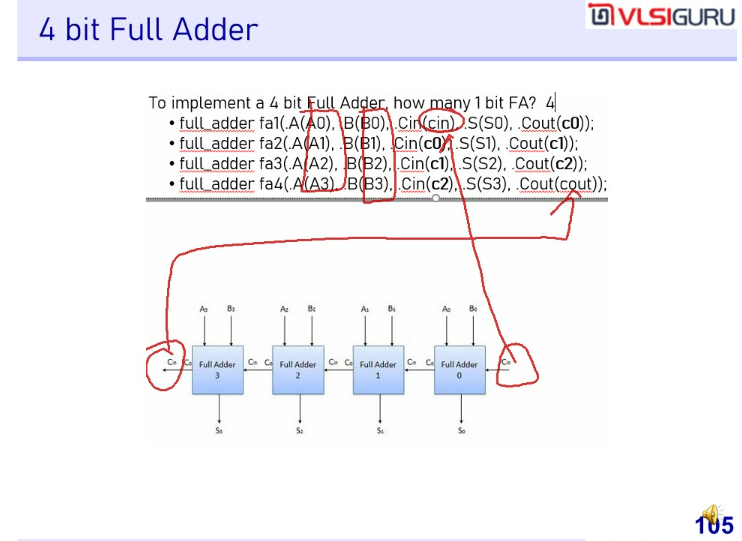 4 bit Full Adder
VLSIGURU
To implement a 4 bit Full Adder, how many 1 bit FA? 4
• full_adder fa1(.A(A0), .B(B0), .Cin(cin), .S(S0), .Cout(c0));
• full_adder fa2(.A(A1), .B(B1), .Cin(c0), .S(S1), .Cout(c1));
• full_adder fa3(.A(A2), .B(B2), .Cin(c1), .S(S2), .Cout(c2));
• full_adder fa4(.A(A3), .B(B3), .Cin(c2), .S(S3), .Cout(cout));
A₃ B₃ A₂ B₂ A₁ B₁ A₀ B₀
Full Adder Full Adder Full Adder Full Adder
3 2 1 0
S₂ S₁ S₀
105